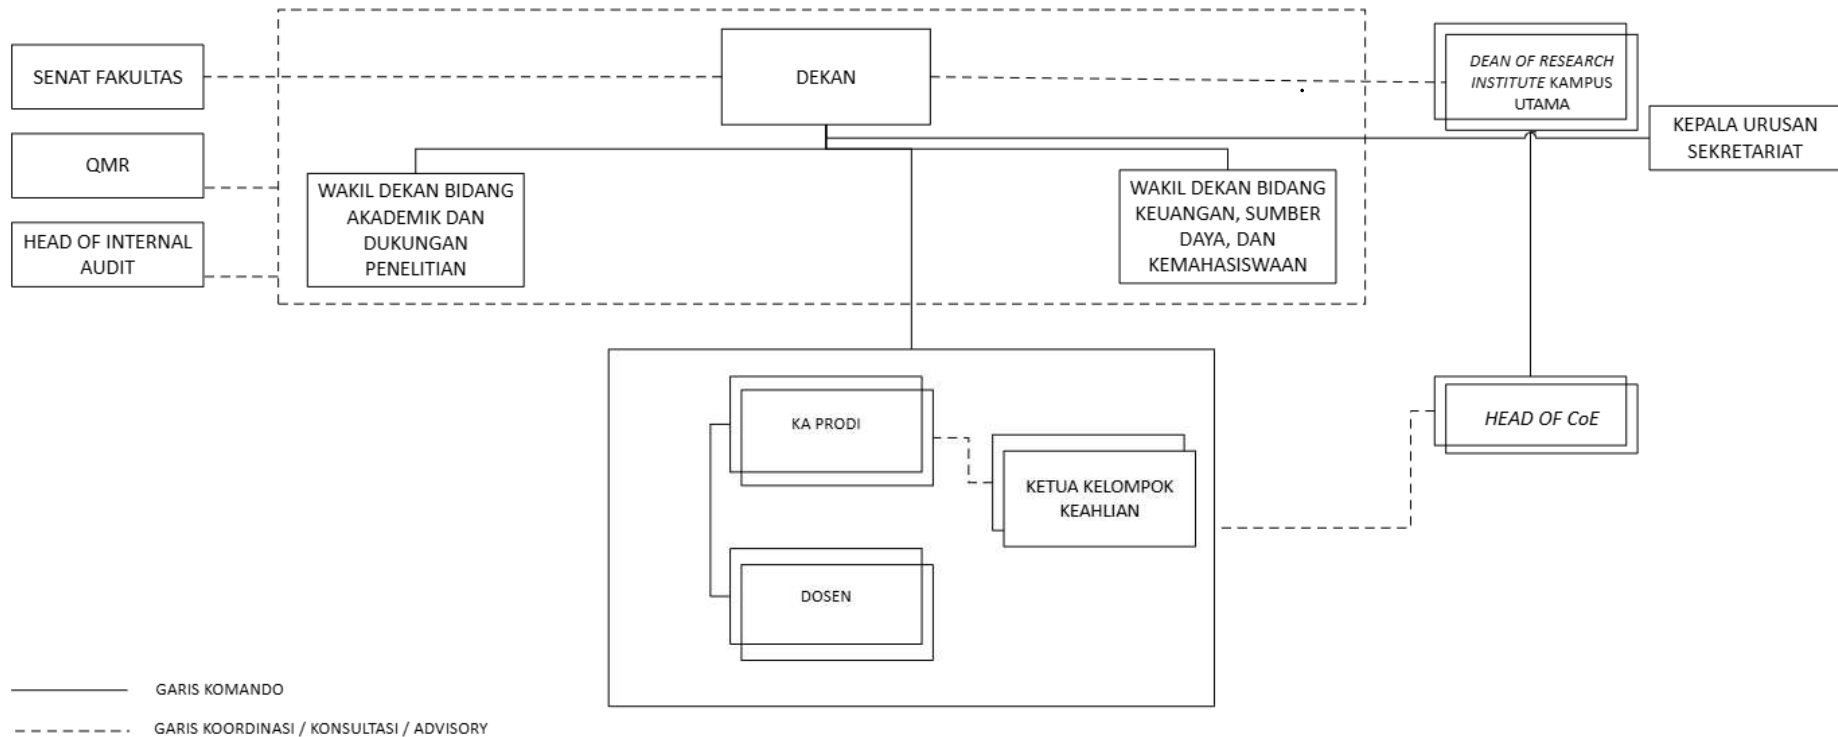 SENAT FAKULTAS
DEKAN
DEAN OF RESEARCH
INSTITUTE KAMPUS
UTAMA
KEPALA URUSAN
SEKRETARIAT
QMR
HEAD OF INTERNAL
AUDIT
WAKIL DEKAN BIDANG
AKADEMIK DAN
DUKUNGAN
PENELITIAN
WAKIL DEKAN BIDANG
KEUANGAN, SUMBER
DAYA, DAN
KEMAHASISWAAN
KA PRODI
KETUA KELOMPOK
KEAHLIAN
HEAD OF CoE
DOSEN
GARIS KOMANDO
GARIS KOORDINASI / KONSULTASI / ADVISORY